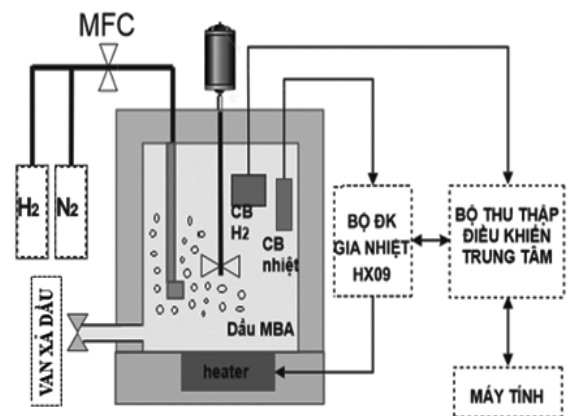 MFC
H2
N2
CB
H2
CB
nhiệt
BỘ ĐK
GIA NHIỆT
HX09
BỘ THU THẬP
ĐIỀU KHIỂN
TRUNG TÂM
VAN XẢ DẦU
Dầu MBA
heater
MÁY TÍNH